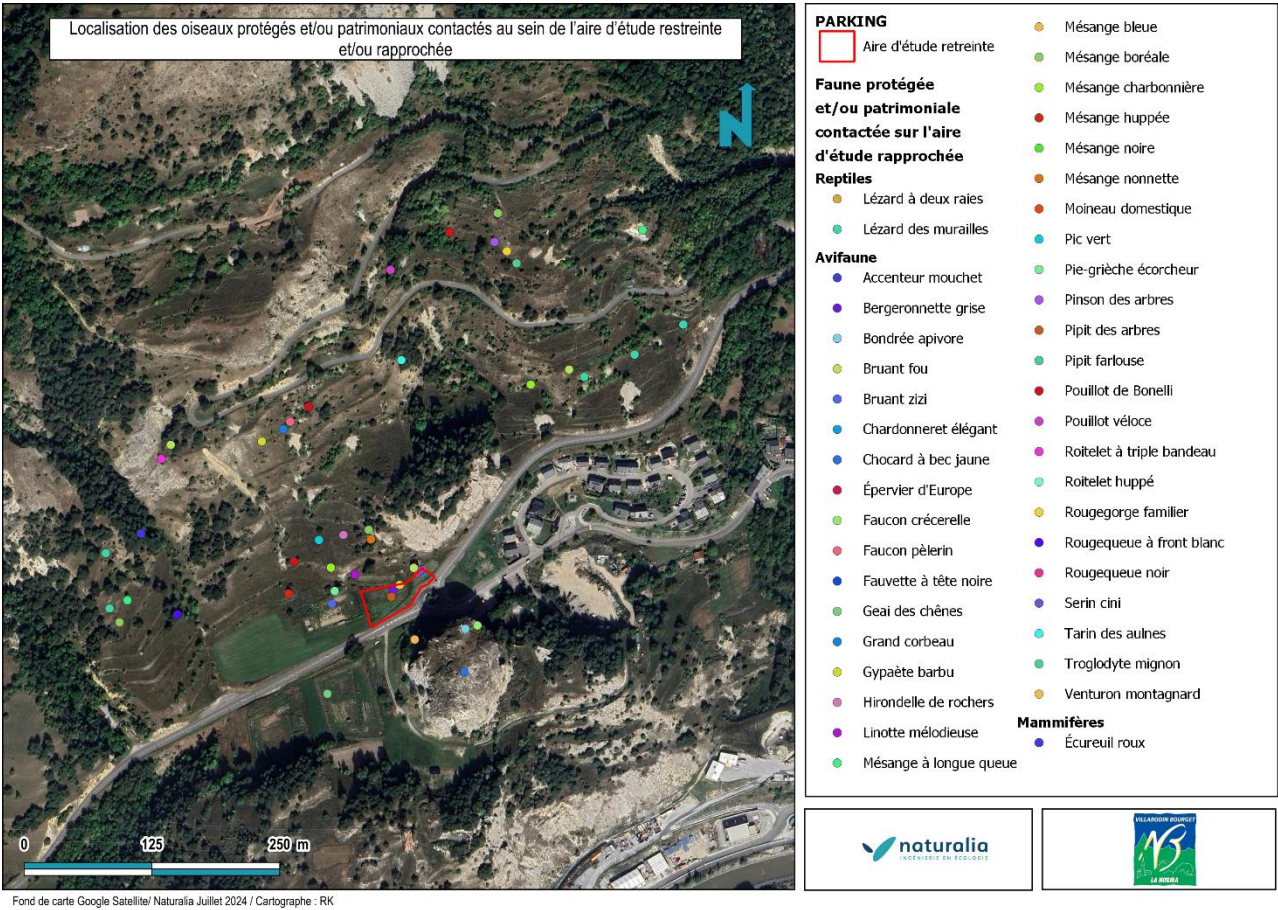 Localisation des oiseaux protégés et/ou patrimoniaux contactés au sein de l'aire d'étude restreinte
et/ou rapprochée
N
0
125
250 m
Fond de carte Google Satellite/ Naturalia Juillet 2024 / Cartographe : RK
PARKING
Aire d'étude retreinte
Faune protégée
et/ou patrimoniale
contactée sur l'aire
d'étude rapprochée
Reptiles
Lézard à deux raies
Lézard des murailles
Avifaune
Accenteur mouchet
Bergeronnette grise
Bondrée apivore
Bruant fou
Bruant zizi
Chardonneret élégant
Chocard à bec jaune
Épervier d'Europe
Faucon crécerelle
Faucon pèlerin
Fauvette à tête noire
Geai des chênes
Grand corbeau
Gypaète barbu
Hirondelle de rochers
Linotte mélodieuse
Mésange à longue queue
Mésange bleue
Mésange boréale
Mésange charbonnière
Mésange huppée
Mésange noire
Mésange nonnette
Moineau domestique
Pic vert
Pie-grièche écorcheur
Pinson des arbres
Pipit des arbres
Pipit farlouse
Pouillot de Bonelli
Pouillot véloce
Roitelet à triple bandeau
Roitelet huppé
Rougegorge familier
Rougequeue à front blanc
Rougequeue noir
Serin cini
Tarin des aulnes
Troglodyte mignon
Venturon montagnard
Mammifères
Écureuil roux
naturalia
INGÉNIERIE EN ÉCOLOGIE
VILLARODIN BOURGET
LA NORMA